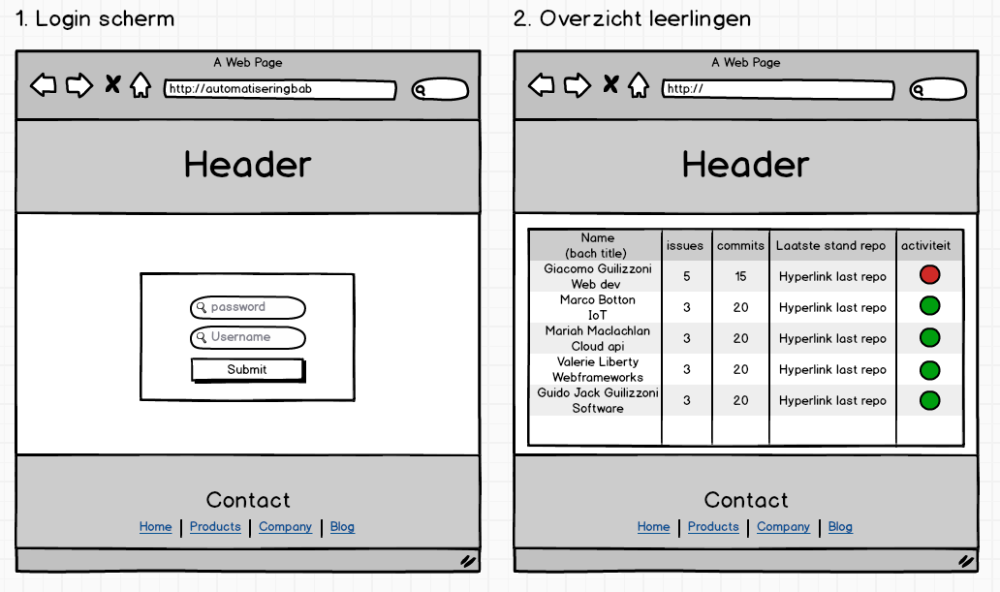 1. Login scherm
A Web Page
http://automatiseringbab
Header
password
Username
Submit
Contact
Home | Products | Company | Blog
2. Overzicht leerlingen
A Web Page
http://
Header
Name (bach title) issues commits Laatste stand repo activiteit
Giacomo Guilizzoni Web dev 5 15 Hyperlink last repo
Marco Botton IoT 3 20 Hyperlink last repo
Mariah Maclachlan Cloud api 3 20 Hyperlink last repo
Valerie Liberty Webframeworks 3 20 Hyperlink last repo
Guido Jack Guilizzoni Software 3 20 Hyperlink last repo
Contact
Home | Products | Company | Blog